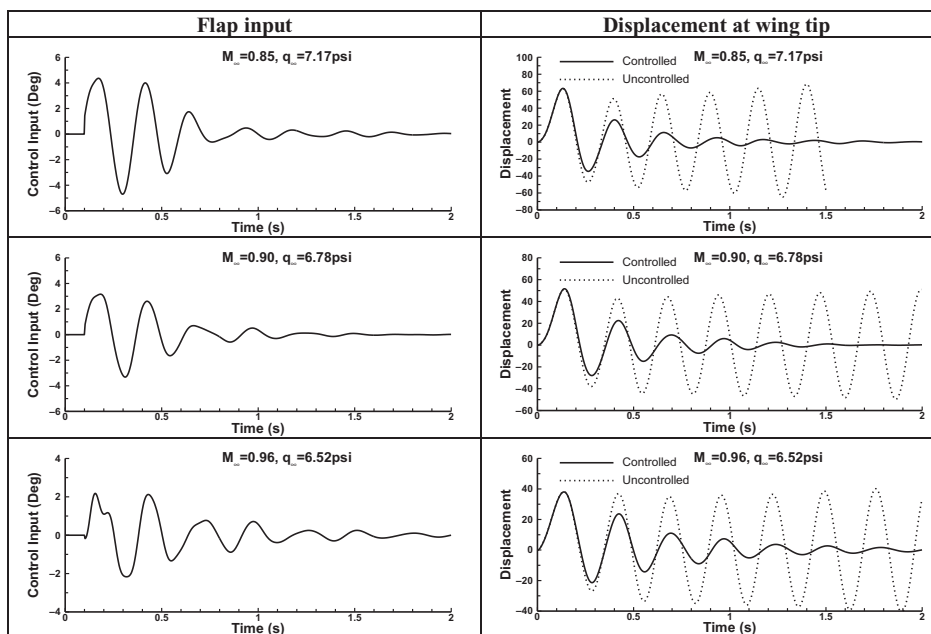 Flap input
Displacement at wing tip
M∞=0.85, q∞=7.17psi
Control Input (Deg)
6
4
2
0
−2
−4
−6
0 0.5 1 1.5 2
Time (s)
M∞=0.85, q∞=7.17psi
Controlled
Uncontrolled
Displacement
100
80
60
40
20
0
−20
−40
−60
−80
0 0.5 1 1.5 2
Time (s)
M∞=0.90, q∞=6.78psi
Control Input (Deg)
6
4
2
0
−2
−4
−6
0 0.5 1 1.5 2
Time (s)
M∞=0.90, q∞=6.78psi
Controlled
Uncontrolled
Displacement
80
60
40
20
0
−20
−40
−60
0 0.5 1 1.5 2
Time (s)
M∞=0.96, q∞=6.52psi
Control Input (Deg)
4
2
0
−2
−4
0 0.5 1 1.5 2
Time (s)
M∞=0.96, q∞=6.52psi
Controlled
Uncontrolled
Displacement
60
40
20
0
−20
−40
0 0.5 1 1.5 2
Time (s)